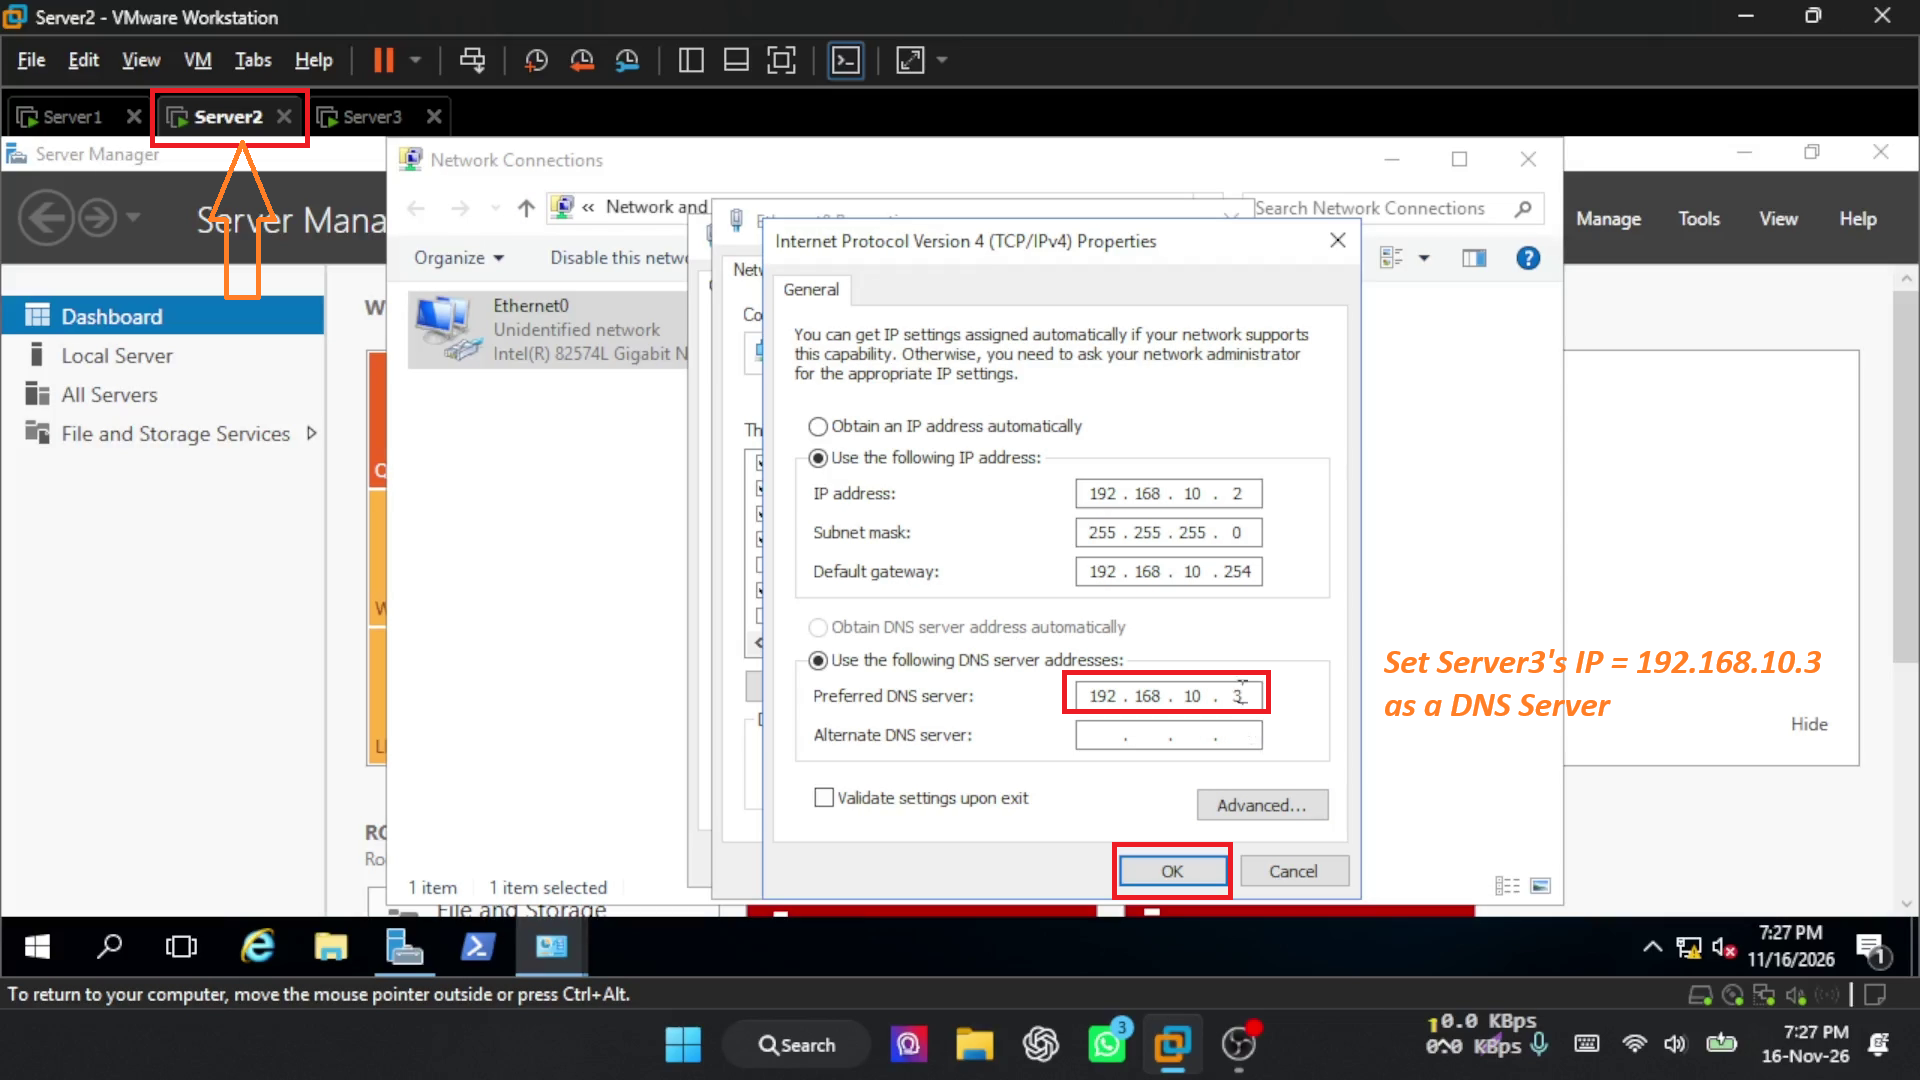 Server2 - VMware Workstation
File Edit View VM Tabs Help
Server1 Server2 Server3
Server Manager
Network Connections
Server Mana
« Network and
Search Network Connections
Manage Tools View Help
Organize Disable this netwo
Internet Protocol Version 4 (TCP/IPv4) Properties
General
Dashboard
Local Server
All Servers
File and Storage Services
Ethernet0
Unidentified network
Intel(R) 82574L Gigabit N
You can get IP settings assigned automatically if your network supports
this capability. Otherwise, you need to ask your network administrator
for the appropriate IP settings.
Obtain an IP address automatically
Use the following IP address:
IP address: 192 . 168 . 10 . 2
Subnet mask: 255 . 255 . 255 . 0
Default gateway: 192 . 168 . 10 . 254
Obtain DNS server address automatically
Use the following DNS server addresses:
Preferred DNS server: 192 . 168 . 10 . 3
Alternate DNS server: . . .
Validate settings upon exit
Advanced...
OK Cancel
Set Server3's IP = 192.168.10.3
as a DNS Server
Hide
1 item 1 item selected
File and Storage
7:27 PM
11/16/2026
1
To return to your computer, move the mouse pointer outside or press Ctrl+Alt.
Search
3
0.0 KBps
0.0 KBps
7:27 PM
16-Nov-26